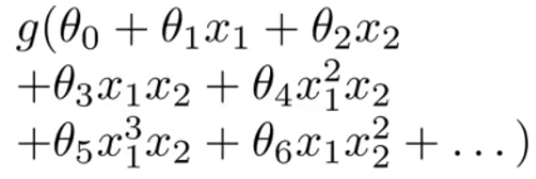 g(θ₀ + θ₁x₁ + θ₂x₂
+θ₃x₁x₂ + θ₄x₁²x₂
+θ₅x₁³x₂ + θ₆x₁x₂² + … )